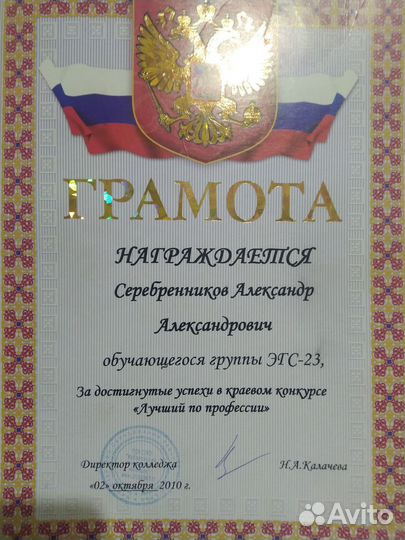 ГРАМОТА
НАГРАЖДАЕТСЯ
Серебренников Александр
Александрович
обучающегося группы ЭГС-23,
За достигнутые успехи в краевом конкурсе
«Лучший по профессии»
Директор колледжа Н.А.Калачева
«02» октября 2010 г.
Avito